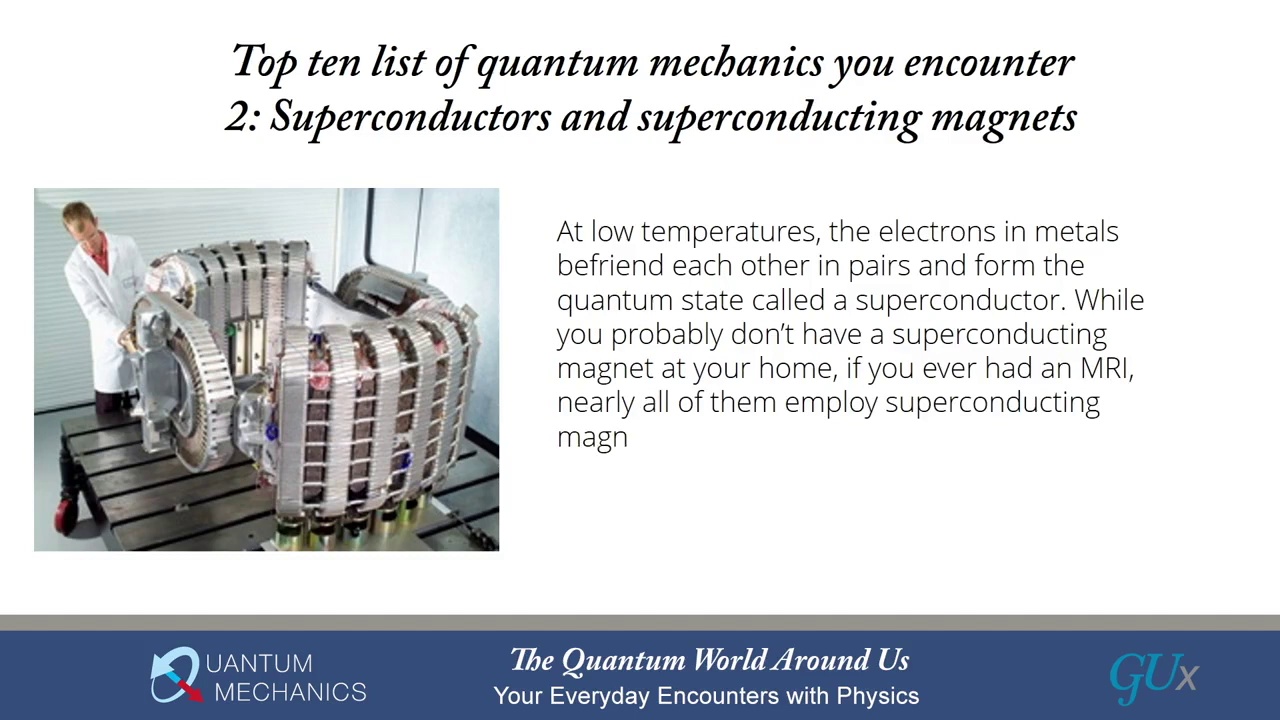 Top ten list of quantum mechanics you encounter
2: Superconductors and superconducting magnets
At low temperatures, the electrons in metals
befriend each other in pairs and form the
quantum state called a superconductor. While
you probably don’t have a superconducting
magnet at your home, if you ever had an MRI,
nearly all of them employ superconducting
magn
QUANTUM
MECHANICS
The Quantum World Around Us
Your Everyday Encounters with Physics
GUx